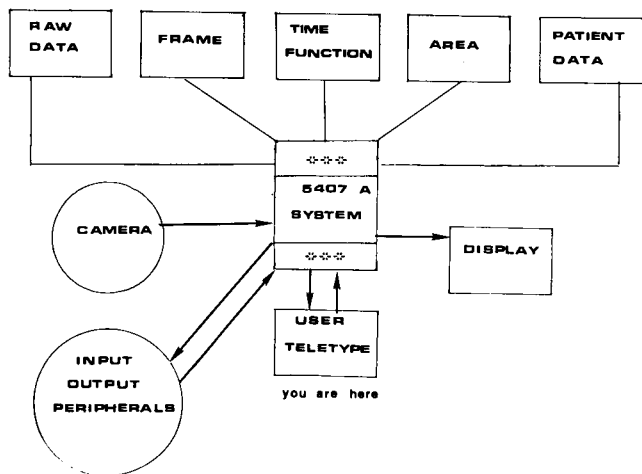 RAW
DATA
FRAME
TIME
FUNCTION
AREA
PATIENT
DATA
5407 A
SYSTEM
CAMERA
DISPLAY
USER
TELETYPE
INPUT
OUTPUT
PERIPHERALS
you are here